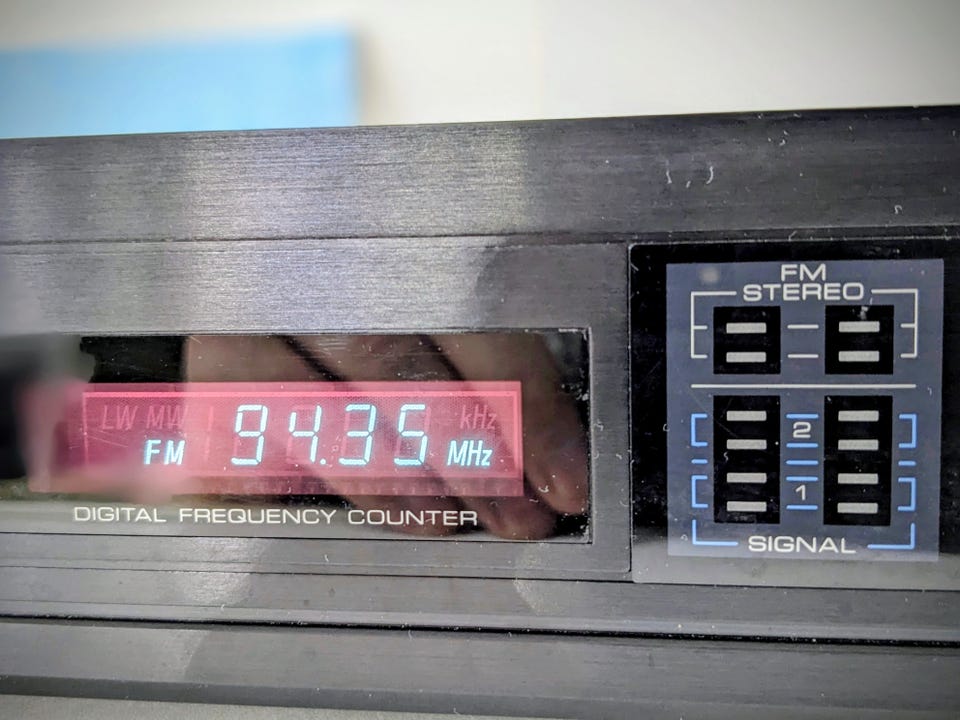 FM
STEREO
LW MW kHz
FM 94.35 MHz
2
1
DIGITAL FREQUENCY COUNTER
SIGNAL